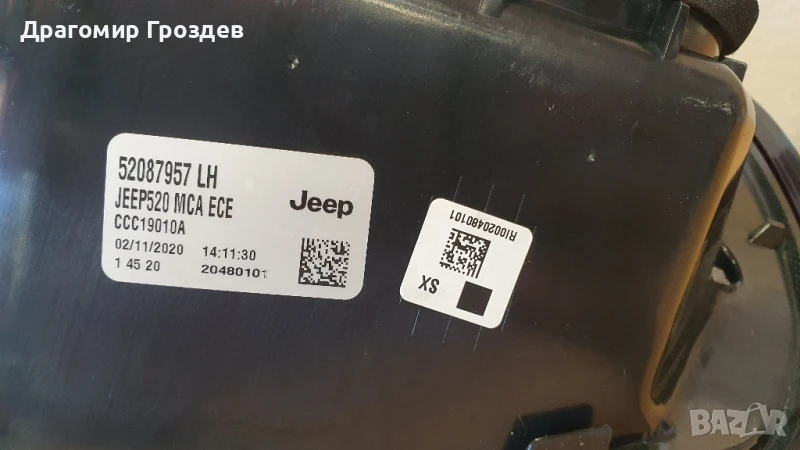 Драгомир Гроздев
52087957 LH
JEEP520 MCA ECE
Jeep
CCC19010A
02/11/2020 14:11:30
1 45 20 20480101
RI0020480101
SX
BAZAR